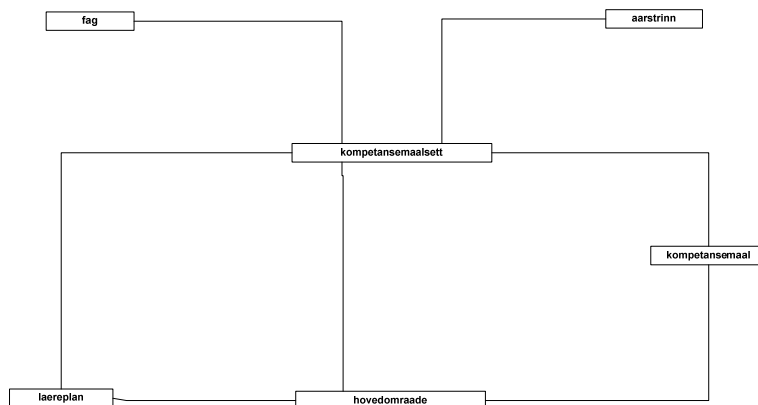 fag
aarstrinn
kompetansemaalsett
kompetansemaal
laereplan
hovedomraade